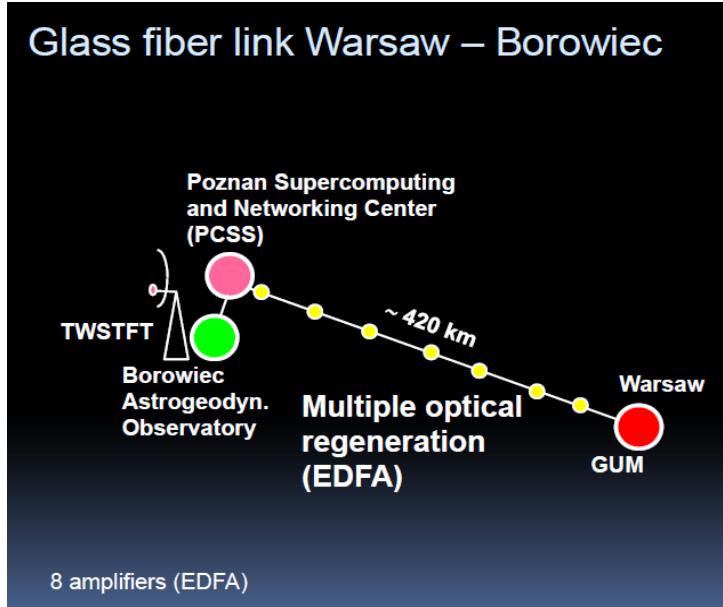 Glass fiber link Warsaw – Borowiec
Poznan Supercomputing
and Networking Center
(PCSS)
~ 420 km
TWSTFT
Borowiec
Astrogeodyn.
Observatory
Multiple optical
regeneration
(EDFA)
Warsaw
GUM
8 amplifiers (EDFA)